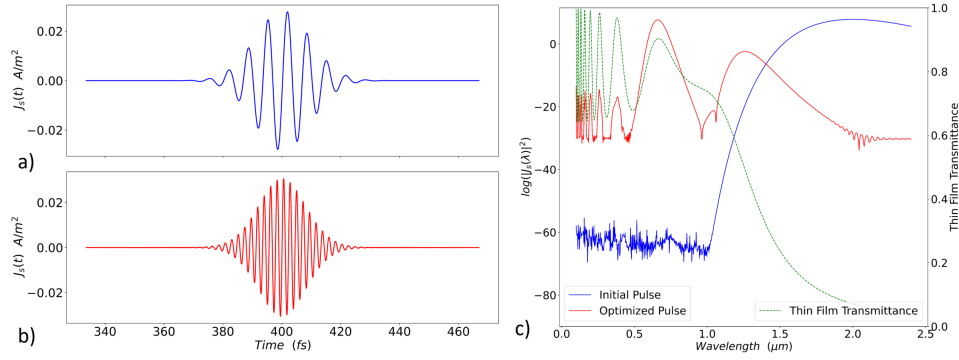 a)
J_s(t) A/m²
0.02
0.00
−0.02
b)
J_s(t) A/m²
0.02
0.00
−0.02
340
360
380
400
420
440
460
Time (fs)
c)
log(|J_s(λ)|²)
0
−20
−40
−60
−80
0.0
0.5
1.0
1.5
2.0
2.5
Wavelength (μm)
Initial Pulse
Optimized Pulse
Thin Film Transmittance
1.0
0.8
0.6
0.4
0.2
0.0
Thin Film Transmittance